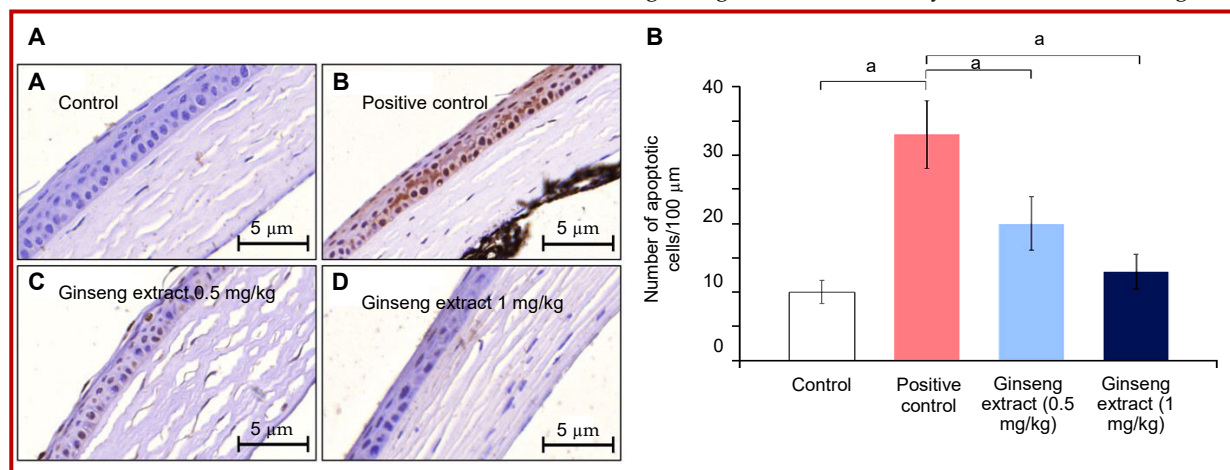 A
A
Control
5 µm
B
Positive control
5 µm
C
Ginseng extract 0.5 mg/kg
5 µm
D
Ginseng extract 1 mg/kg
5 µm
B
a
a
a
Number of apoptotic
cells/100 µm
40
30
20
10
0
Control
Positive
control
Ginseng
extract (0.5
mg/kg)
Ginseng
extract (1
mg/kg)